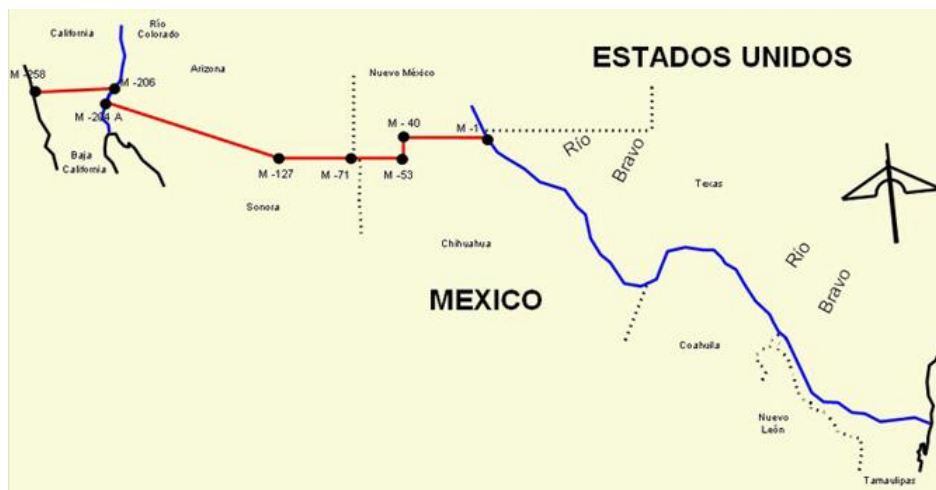 California
Río
Colorado
ESTADOS UNIDOS
Arizona
Nuevo México
M -258
M -206
M -204 A
M - 40
M -1
Río
Bravo
Baja
California
M -127
M -71
M -53
Texas
Sonora
Chihuahua
Río
Bravo
MEXICO
Coahuila
Nuevo
León
Tamaulipas